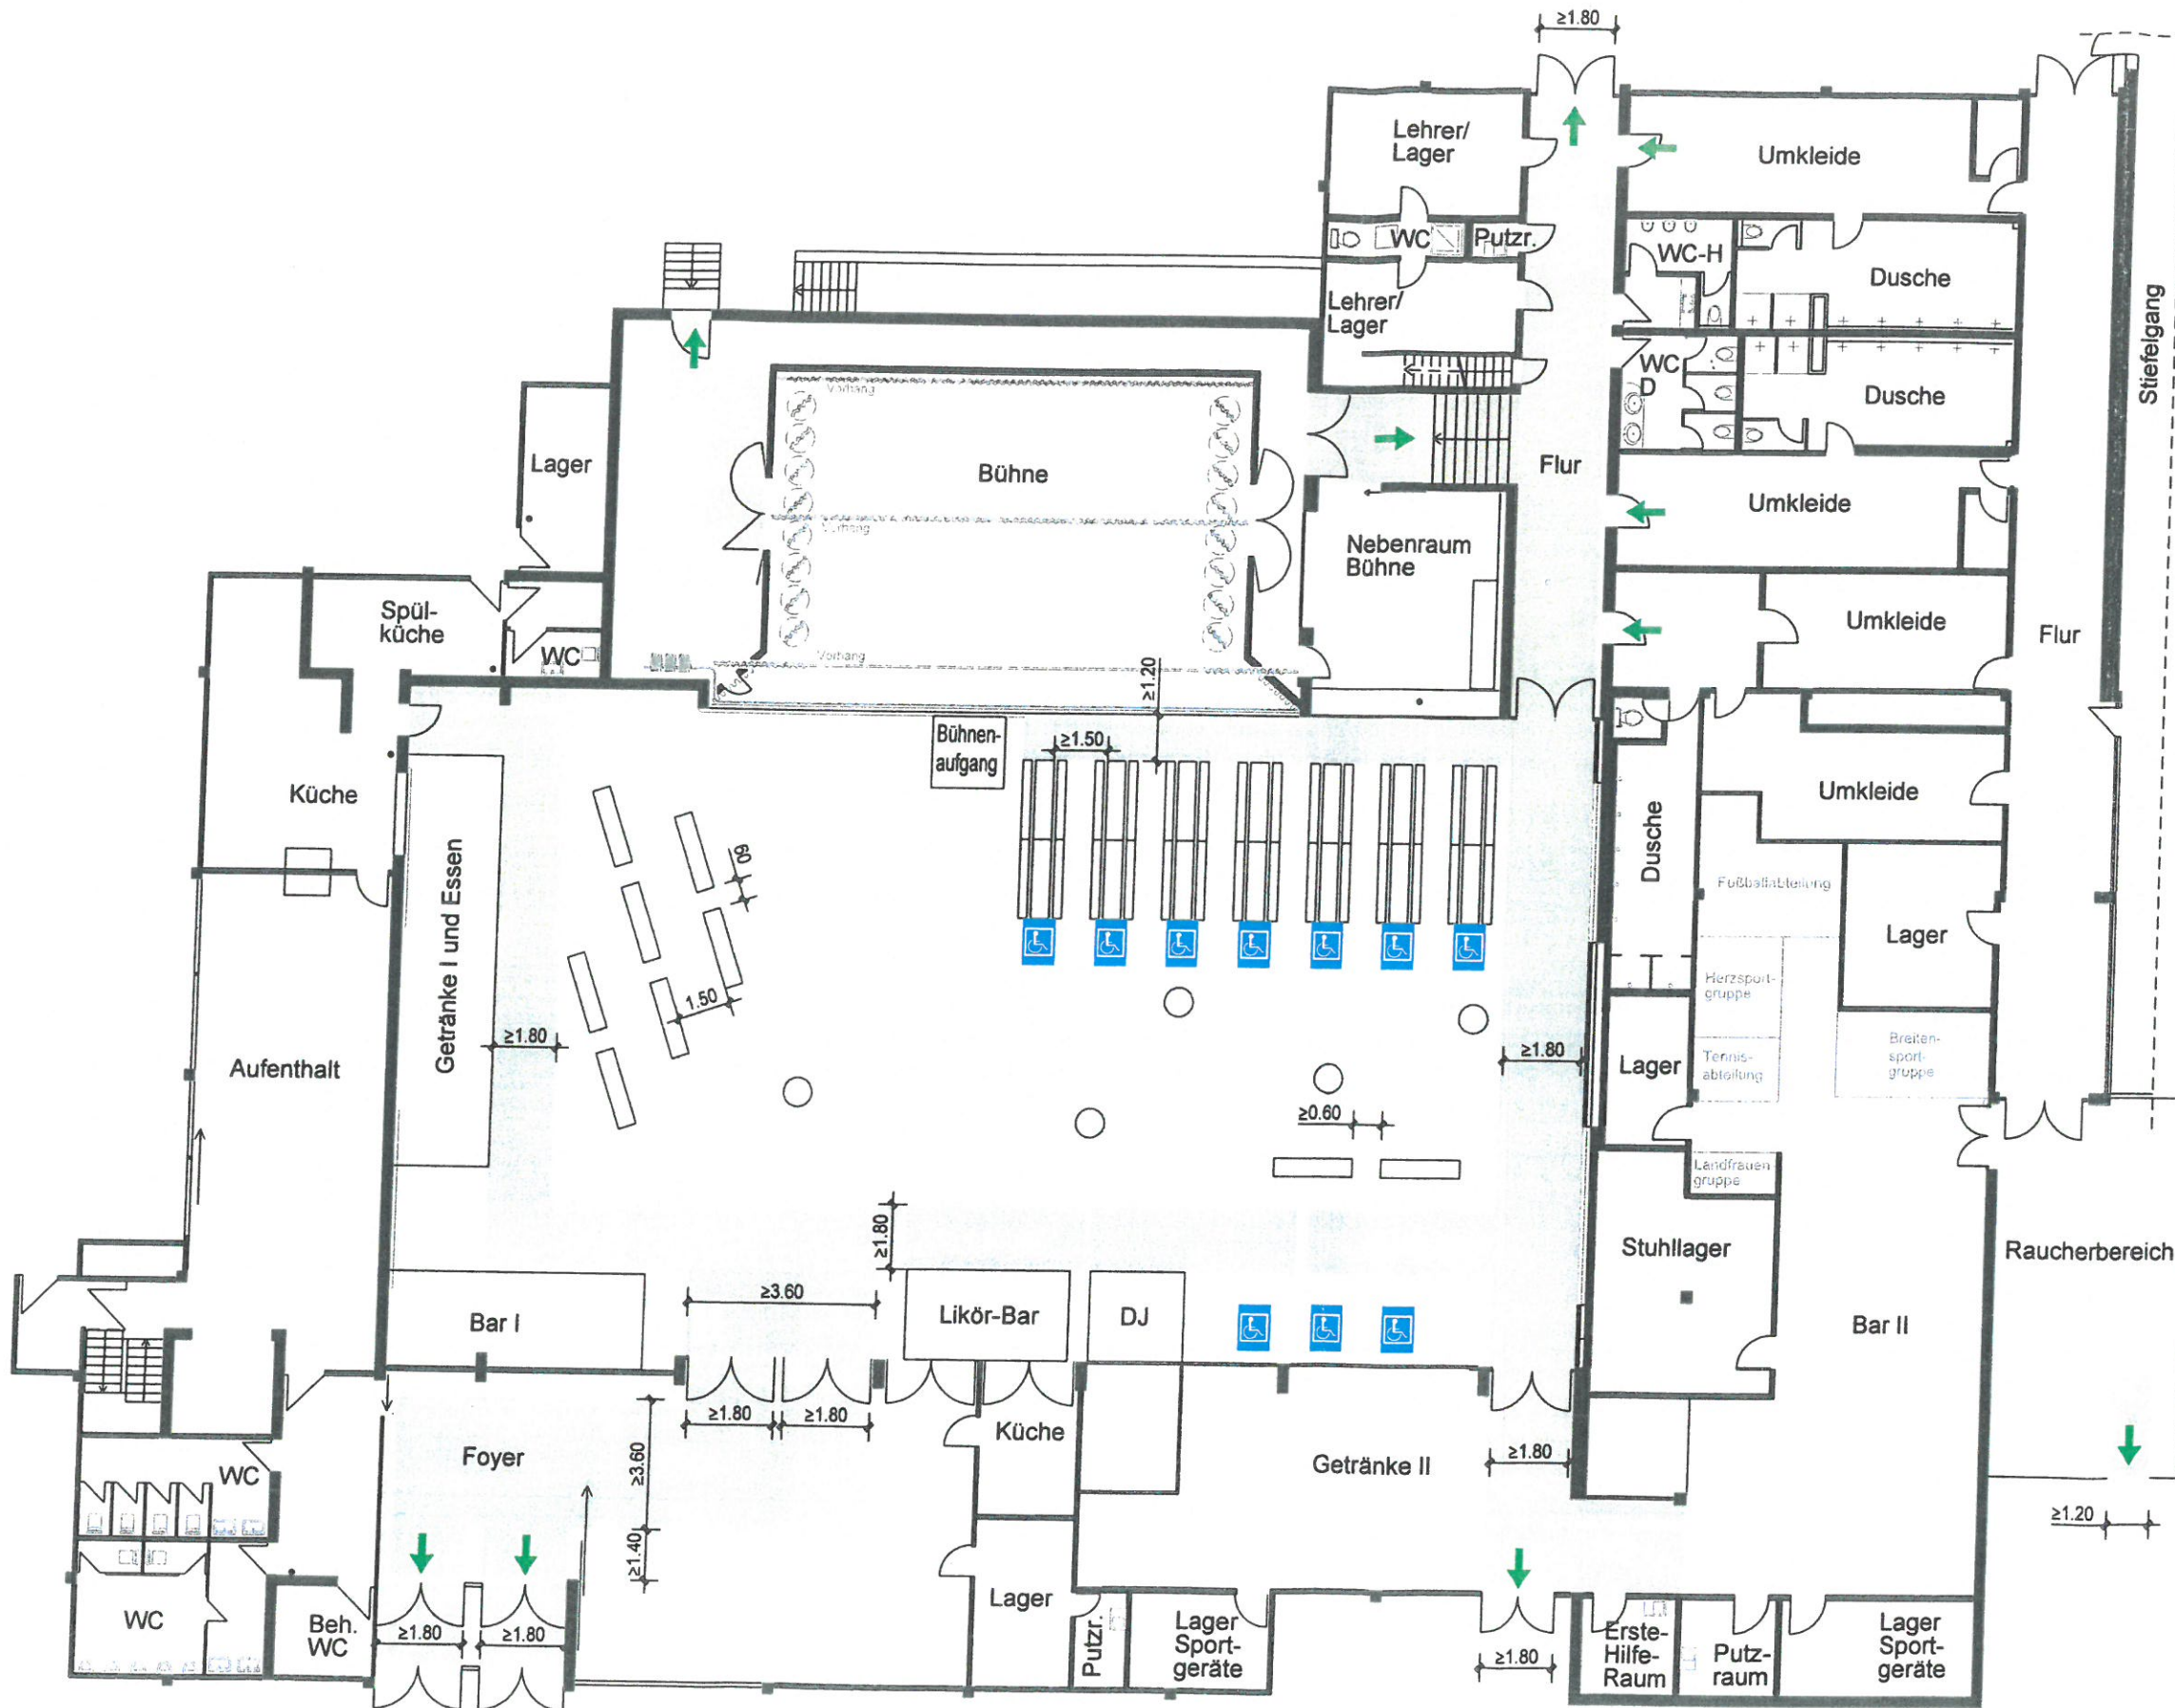 ≥1.80
Lehrer/
Lager
Umkleide
WC
Putzr.
WC-H
Dusche
Lehrer/
Lager
Stiefelgang
WC
D
Dusche
Vorhang
Lager
Bühne
Flur
Umkleide
Vorhang
Nebenraum
Bühne
Spül-
küche
WC
Umkleide
Flur
Vorhang
≥1.20
Bühnen-
aufgang
≥1.50
Küche
Umkleide
Dusche
60
Fußballabteilung
Getränke I und Essen
Lager
Herzsport-
gruppe
1.50
≥1.80
≥1.80
Aufenthalt
Lager
Tennis-
abteilung
Breiten-
sport-
gruppe
≥0.60
Landfrauen
gruppe
≥1.80
Stuhllager
Raucherbereich
≥3.60
Bar I
Likör-Bar
DJ
Bar II
≥1.80
≥1.80
Küche
Foyer
≥3.60
Getränke II
≥1.80
WC
≥1.20
≥1.40
Lager
WC
Beh.
WC
≥1.80
≥1.80
Putzr.
Lager
Sport-
geräte
≥1.80
Erste-
Hilfe-
Raum
Putz-
raum
Lager
Sport-
geräte